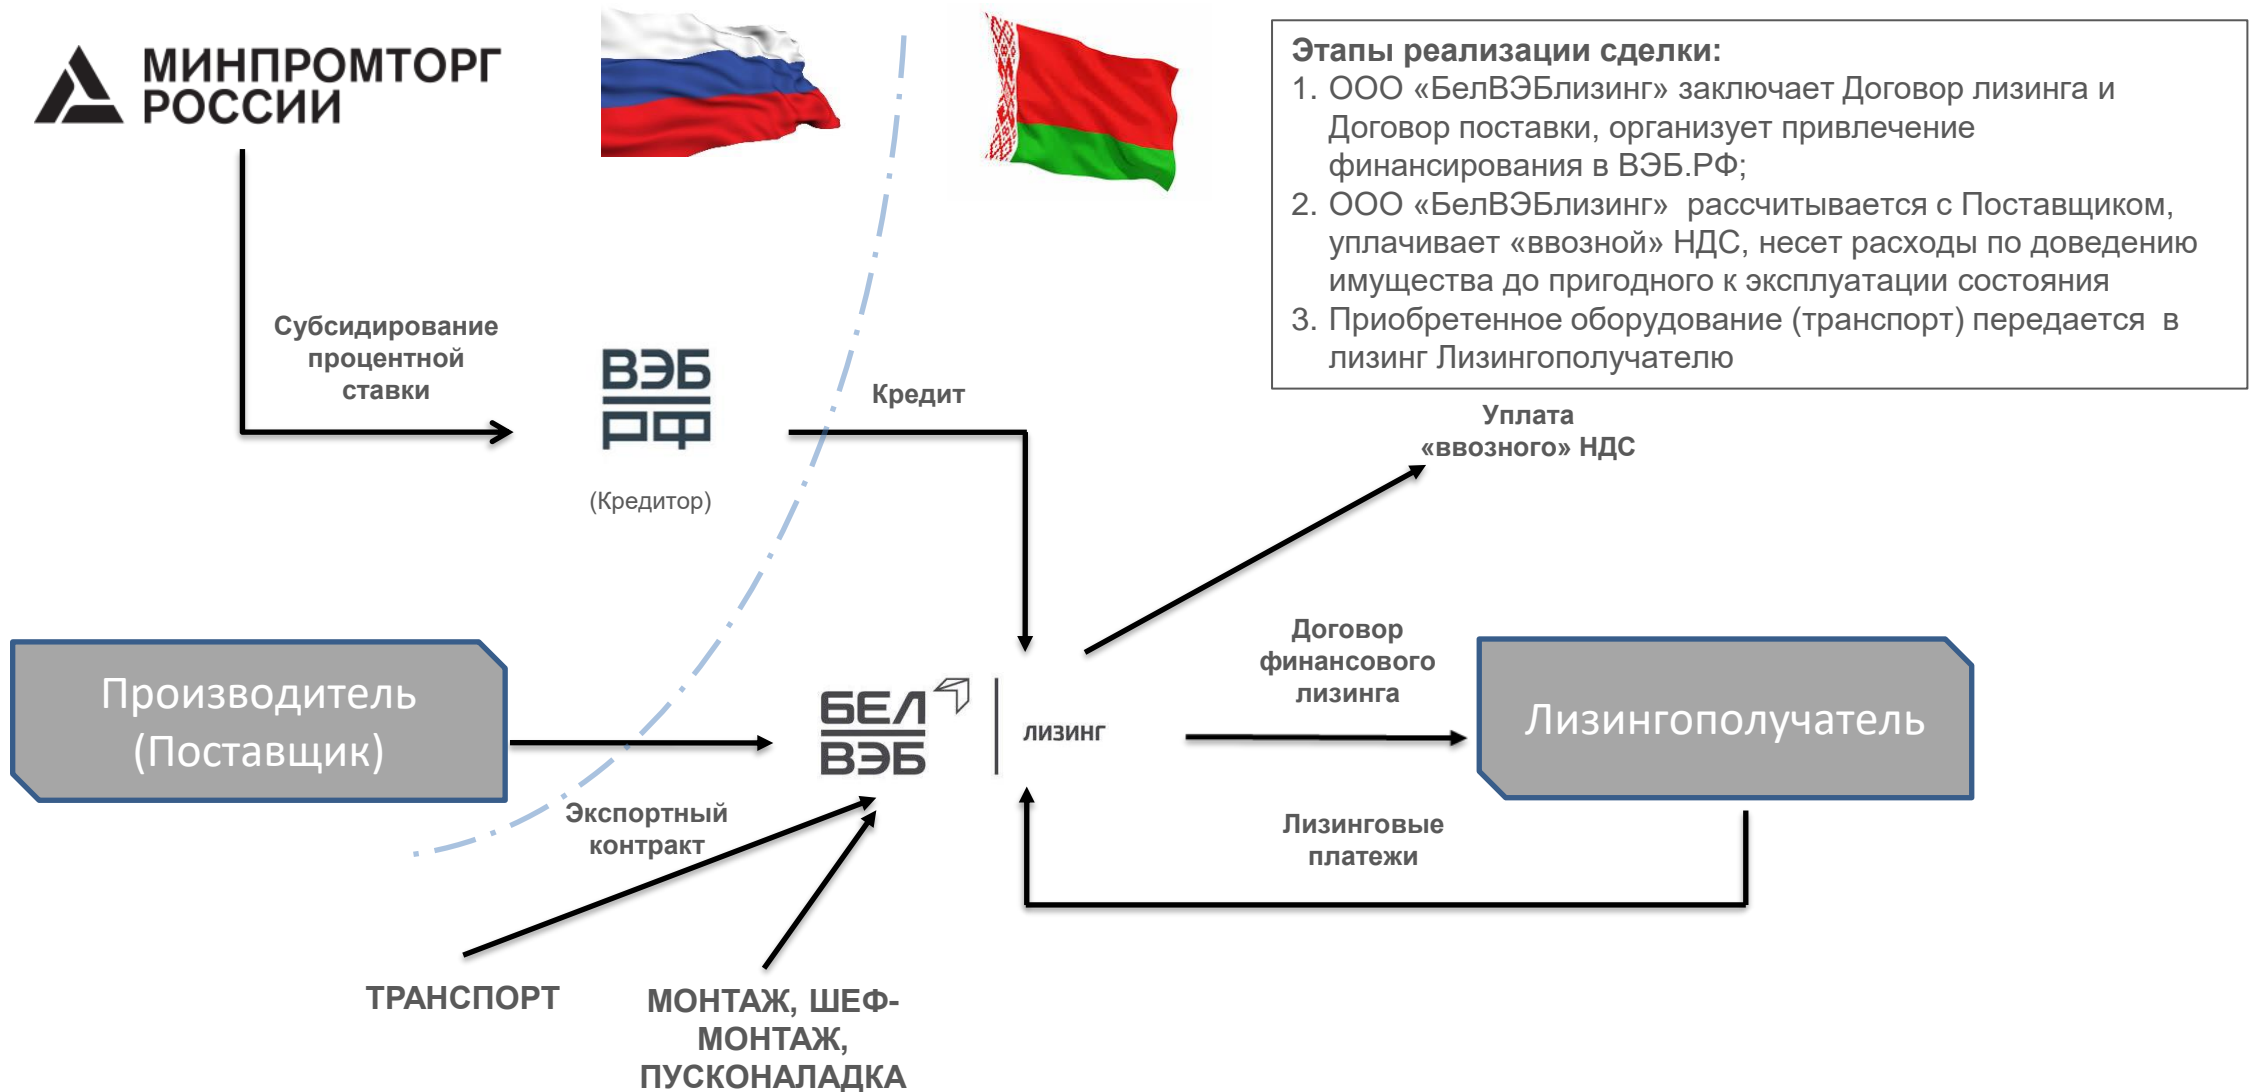 МИНПРОМТОРГ
РОССИИ
Этапы реализации сделки:
1. ООО «БелВЭБлизинг» заключает Договор лизинга и
Договор поставки, организует привлечение
финансирования в ВЭБ.РФ;
2. ООО «БелВЭБлизинг» рассчитывается с Поставщиком,
уплачивает «ввозной» НДС, несет расходы по доведению
имущества до пригодного к эксплуатации состояния
3. Приобретенное оборудование (транспорт) передается в
лизинг Лизингополучателю
Субсидирование
процентной
ставки
ВЭБ
РФ
(Кредитор)
Кредит
Уплата
«ввозного» НДС
Производитель
(Поставщик)
Экспортный
контракт
БЕЛ
ВЭБ
ЛИЗИНГ
Договор
финансового
лизинга
Лизингополучатель
Лизинговые
платежи
ТРАНСПОРТ
МОНТАЖ, ШЕФ-
МОНТАЖ,
ПУСКОНАЛАДКА